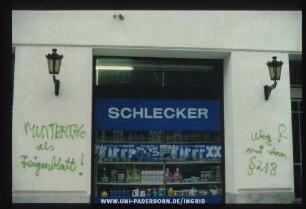 SCHLECKER
MUTTERTAG
als
Feigenblatt!
Weg
mit dem
§218
WWW.UNI-PADERBORN.DE/INGRID